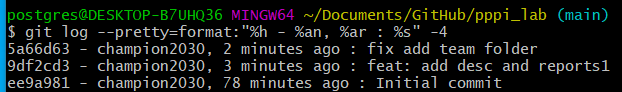 postgres@DESKTOP-B7UHQ36 MINGW64 ~/Documents/GitHub/pppi_lab (main)
$ git log --pretty=format:"%h - %an, %ar : %s" -4
5a66d63 - champion2030, 2 minutes ago : fix add team folder
9df2cd3 - champion2030, 3 minutes ago : feat: add desc and reports1
ee9a981 - champion2030, 78 minutes ago : Initial commit